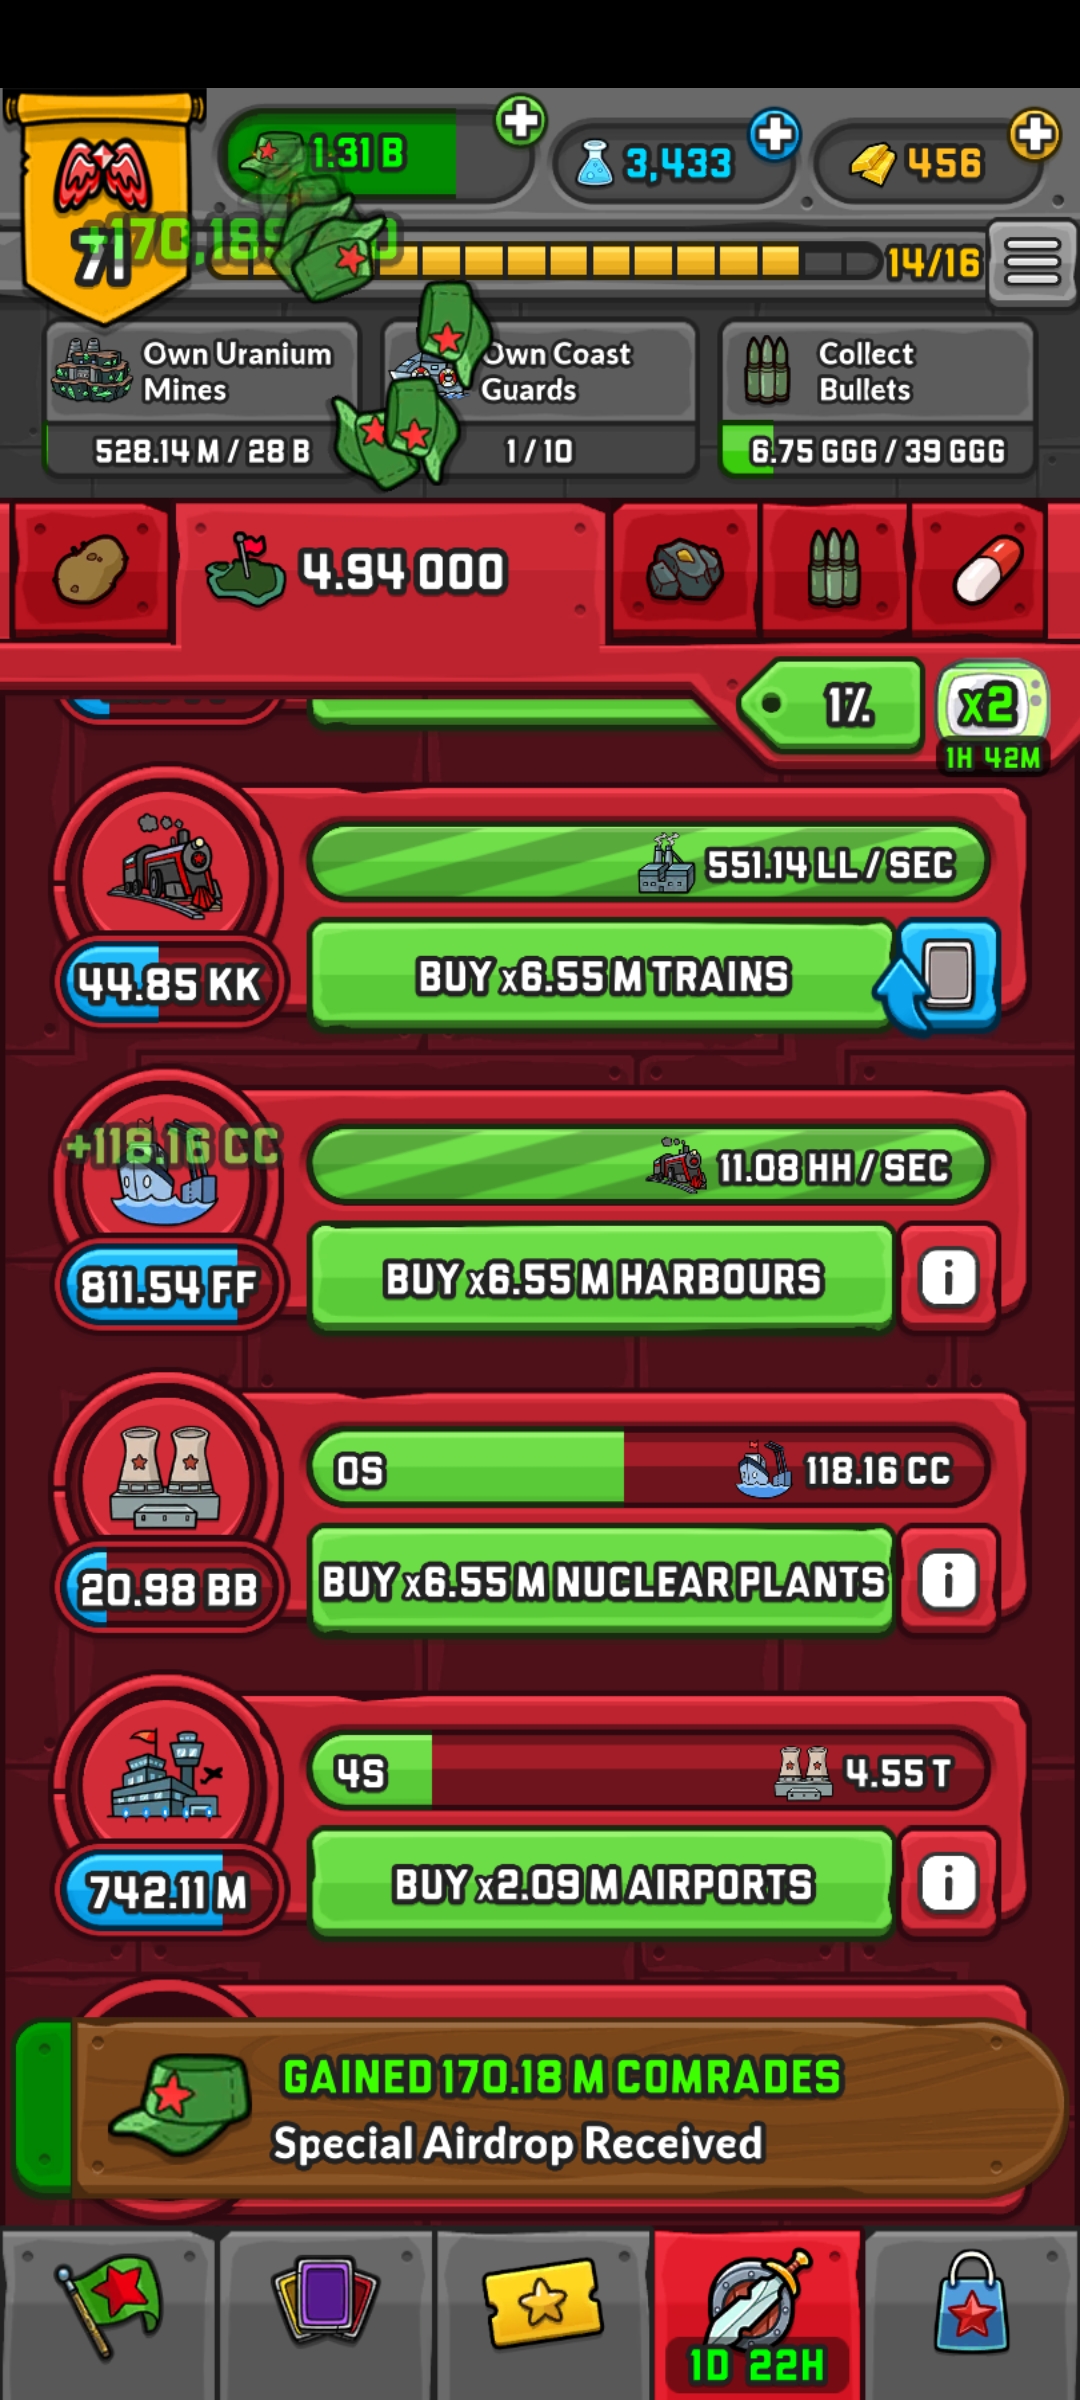 1.31 B
3,433
456
71
14/16
Own Uranium
Mines
528.14 M / 28 B
Own Coast
Guards
1 / 10
Collect
Bullets
6.75 GGG / 39 GGG
4.94 OOO
1%
x2
1H 42M
551.14 LL / SEC
44.85 KK
BUY x6.55 M TRAINS
+118.16 CC
11.08 HH / SEC
811.54 FF
BUY x6.55 M HARBOURS
i
0S
118.16 CC
20.98 BB
BUY x6.55 M NUCLEAR PLANTS
i
4S
4.55 T
742.11 M
BUY x2.09 M AIRPORTS
i
GAINED 170.18 M COMRADES
Special Airdrop Received
1D 22H